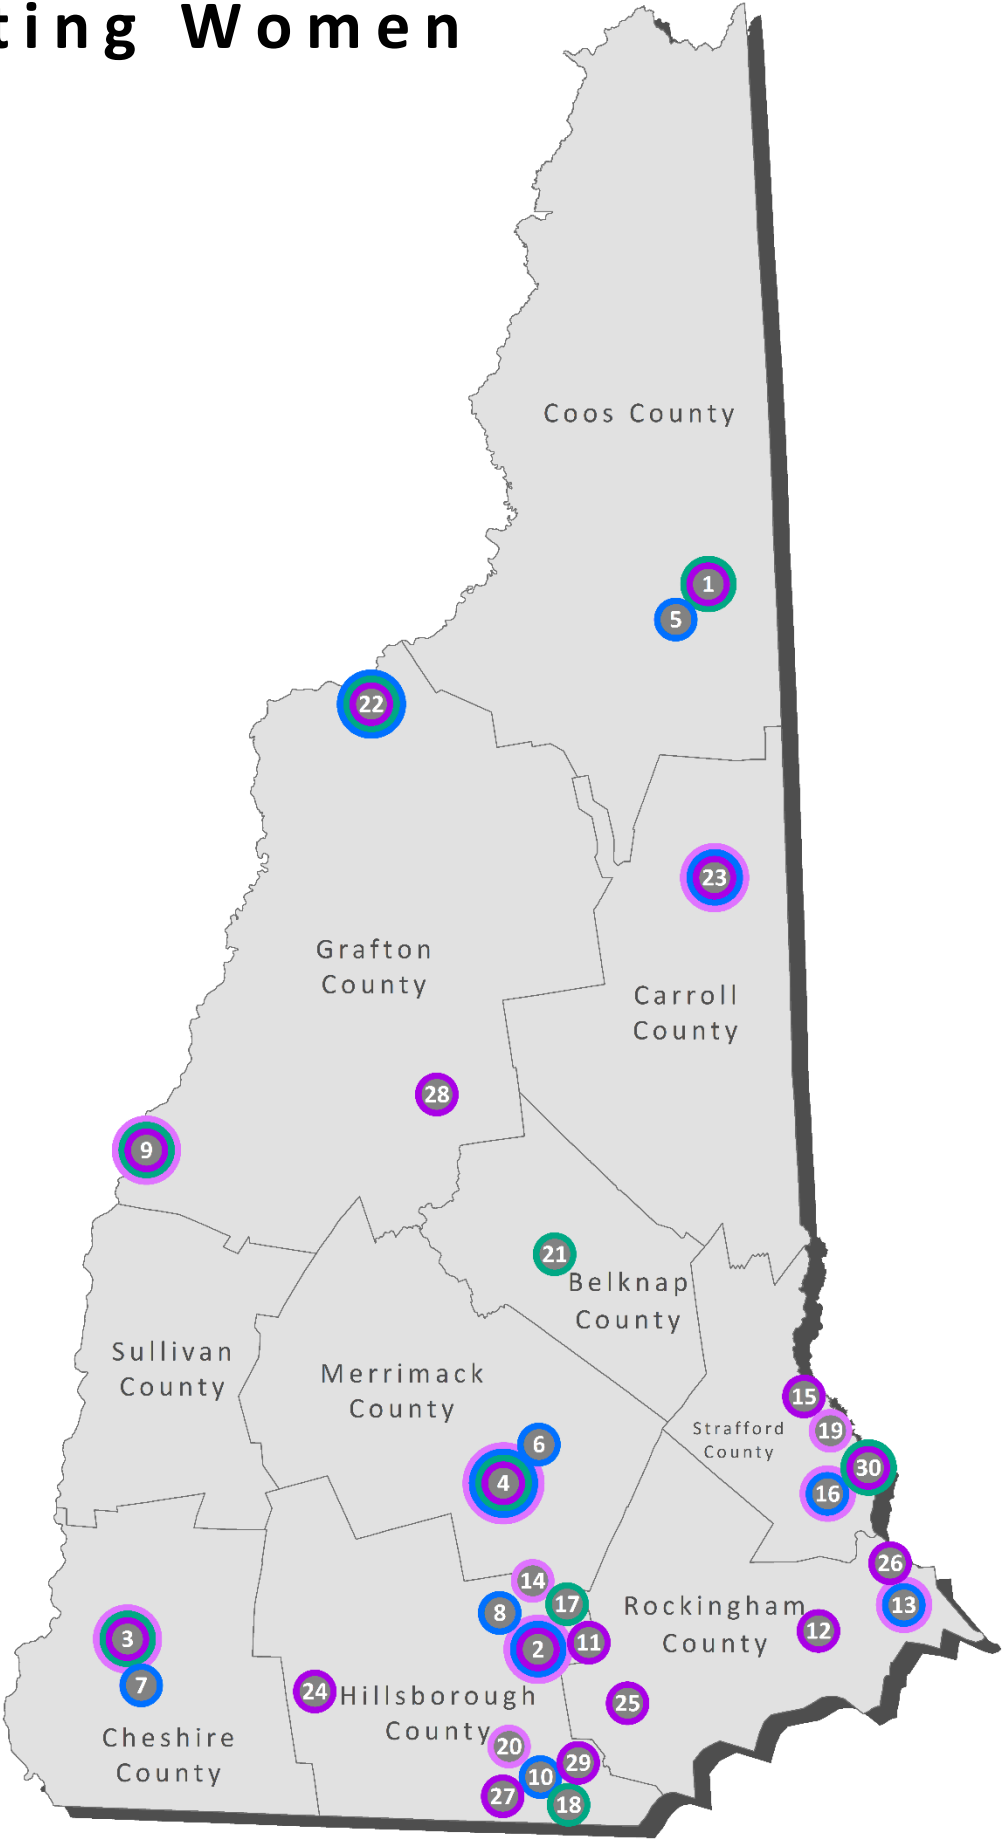 ting Women
Coos County
1
5
22
23
Grafton
County
Carroll
County
28
9
21
Belknap
County
Sullivan
County
Merrimack
County
15
19
Strafford
County
6
30
4
16
26
14
17
13
8
Rockingham
County
12
3
2
11
7
24
Hillsborough
County
25
Cheshire
County
20
29
10
27
18